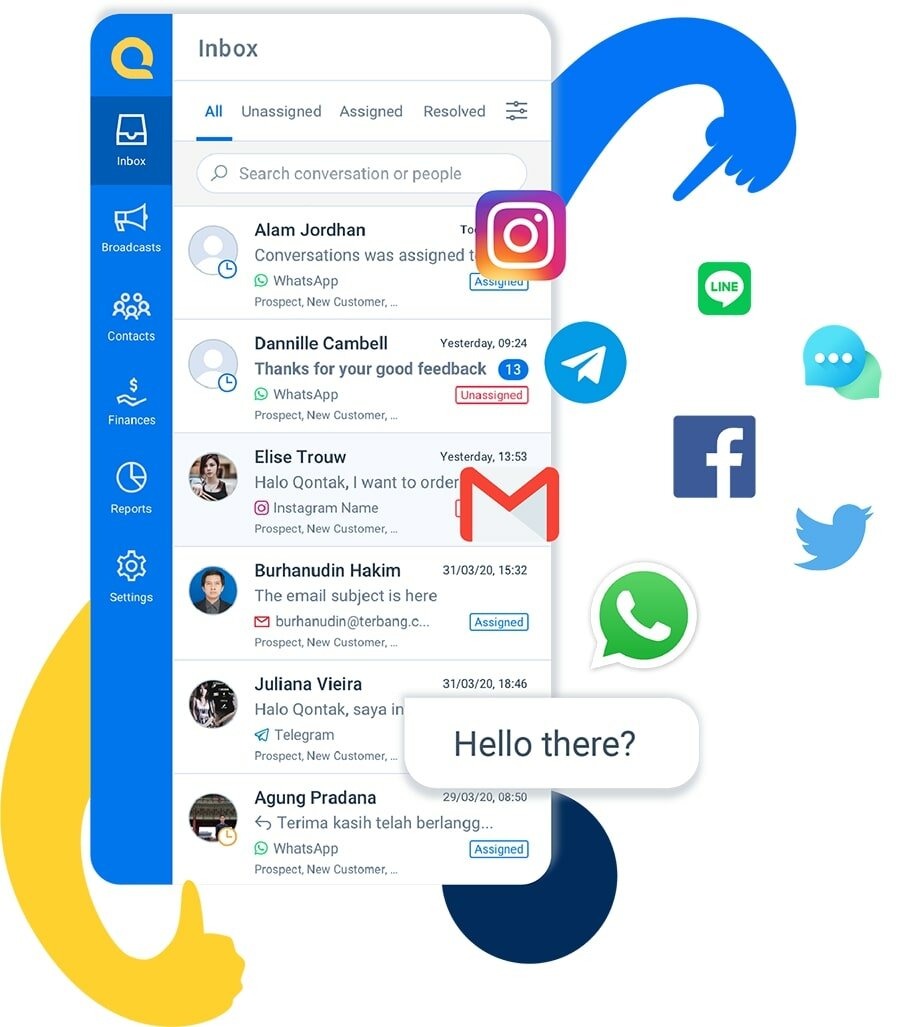 Inbox
All Unassigned Assigned Resolved
Search conversation or people
Inbox
Broadcasts
Contacts
Finances
Reports
Settings
Alam Jordhan
Conversations was assigned
WhatsApp Assigned
Prospect, New Customer, ...
Dannille Cambell Yesterday, 09:24
Thanks for your good feedback 13
WhatsApp Unassigned
Prospect, New Customer, ...
Elise Trouw Yesterday, 13:53
Halo Qontak, I want to order
Instagram Name
Prospect, New Customer, ...
Burhanudin Hakim 31/03/20, 15:32
The email subject is here
burhanudin@terbang.c... Assigned
Prospect, New Customer, ...
Juliana Vieira 31/03/20, 18:46
Halo Qontak, saya
Telegram
Prospect, New Customer, ...
Agung Pradana 29/03/20, 08:50
Terima kasih telah berlangg...
WhatsApp Assigned
Prospect, New Customer, ...
LINE
Hello there?